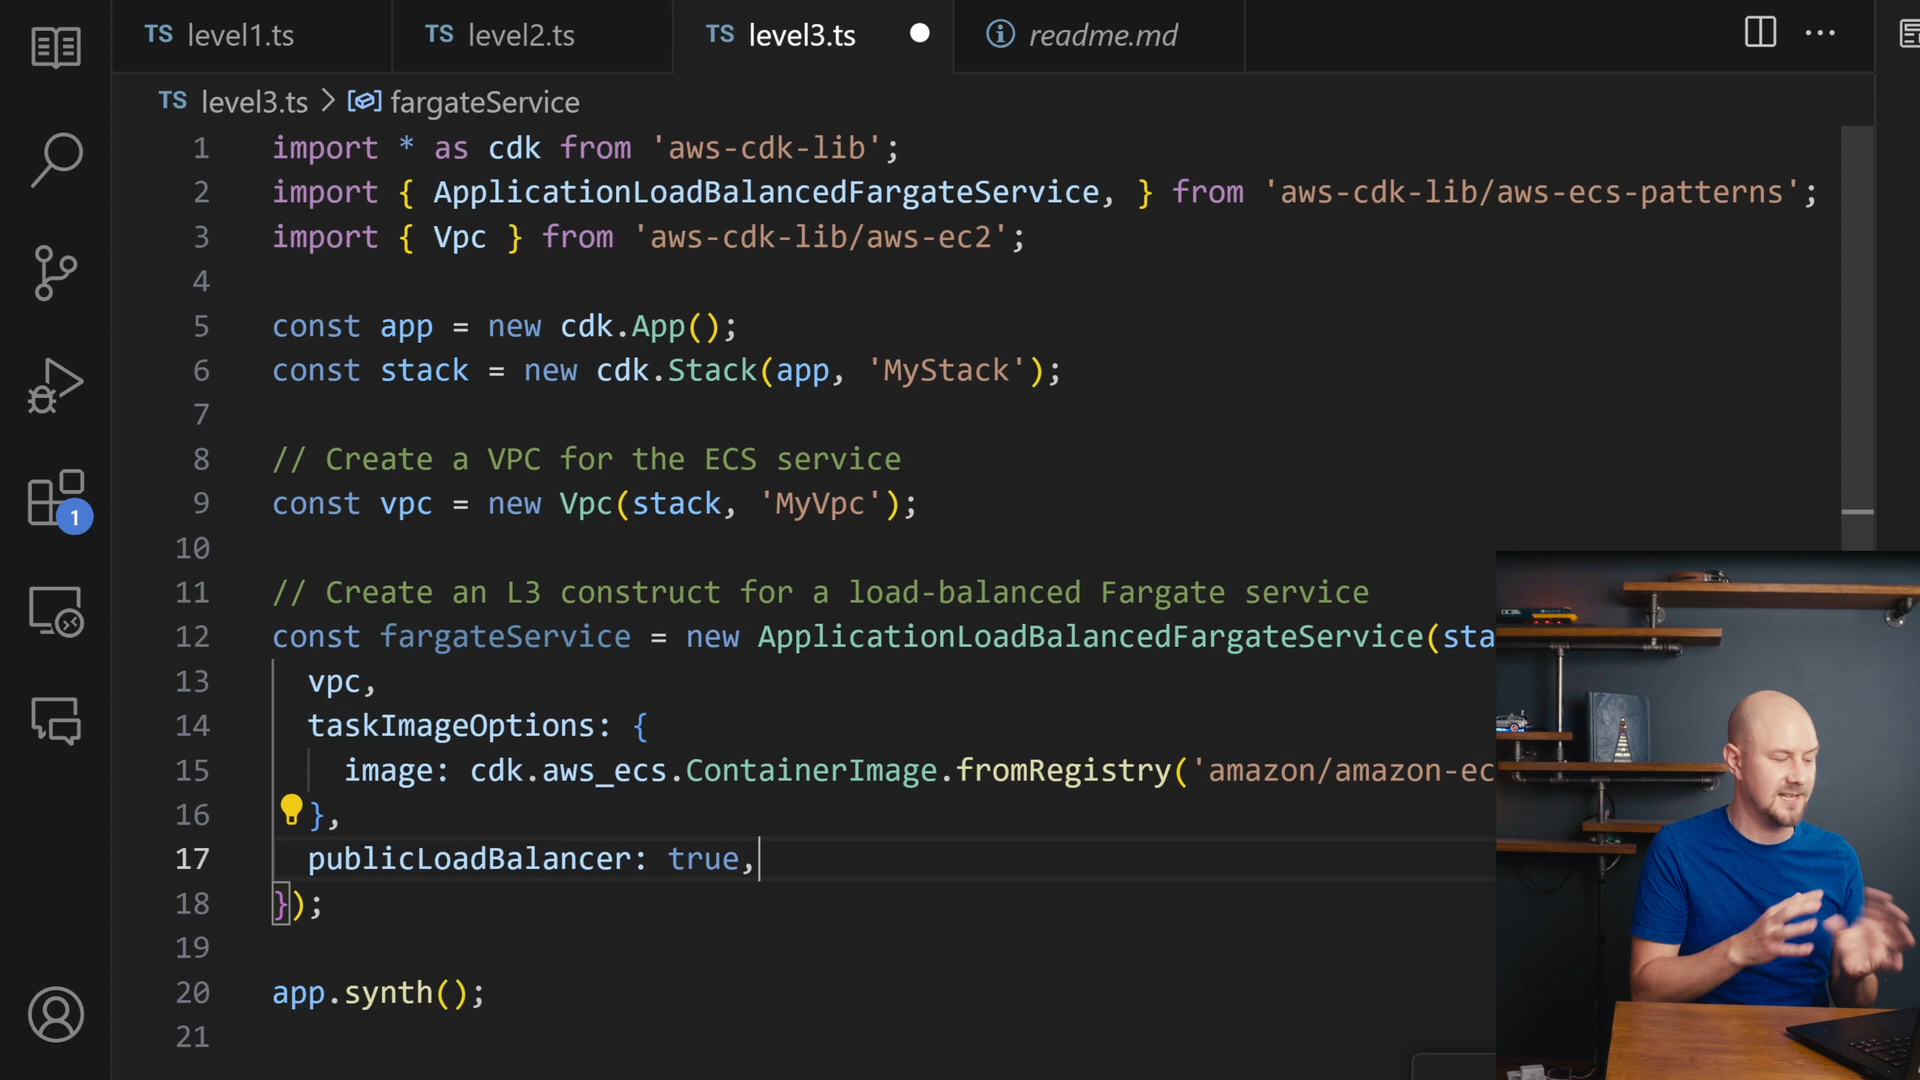 TS level1.ts
TS level2.ts
TS level3.ts
readme.md
TS level3.ts > fargateService
1 import * as cdk from 'aws-cdk-lib';
2 import { ApplicationLoadBalancedFargateService, } from 'aws-cdk-lib/aws-ecs-patterns';
3 import { Vpc } from 'aws-cdk-lib/aws-ec2';
4
5 const app = new cdk.App();
6 const stack = new cdk.Stack(app, 'MyStack');
7
8 // Create a VPC for the ECS service
9 const vpc = new Vpc(stack, 'MyVpc');
10
11 // Create an L3 construct for a load-balanced Fargate service
12 const fargateService = new ApplicationLoadBalancedFargateService(sta
13 vpc,
14 taskImageOptions: {
15 image: cdk.aws_ecs.ContainerImage.fromRegistry('amazon/amazon-ec
16 },
17 publicLoadBalancer: true,
18 });
19
20 app.synth();
21
1